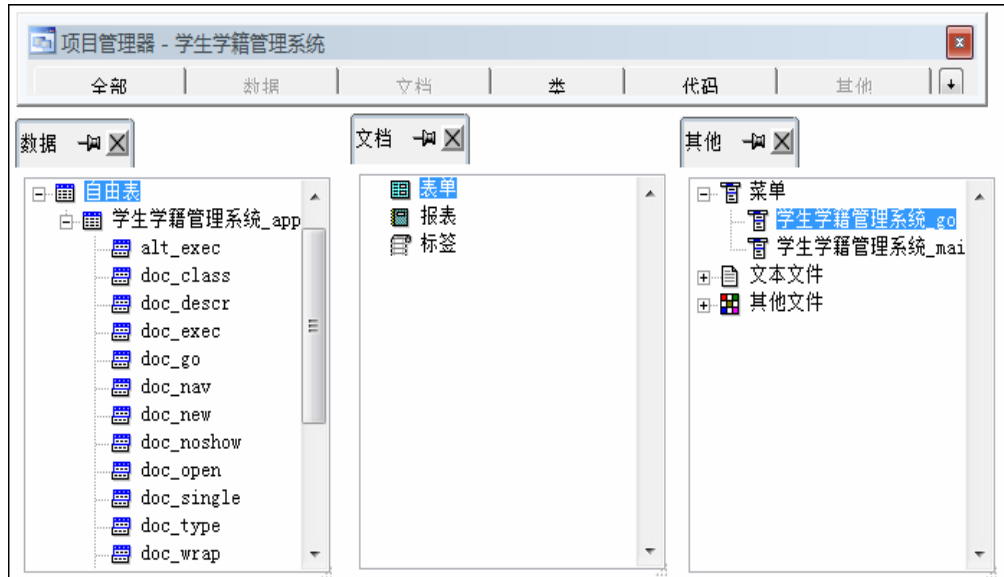 项目管理器 - 学生学籍管理系统
全部 数据 文档 类 代码 其他
数据
自由表
学生学籍管理系统_app
alt_exec
doc_class
doc_descr
doc_exec
doc_go
doc_nav
doc_new
doc_noshow
doc_open
doc_single
doc_type
doc_wrap
文档
表单
报表
标签
其他
菜单
学生学籍管理系统_go
学生学籍管理系统_mai
文本文件
其他文件